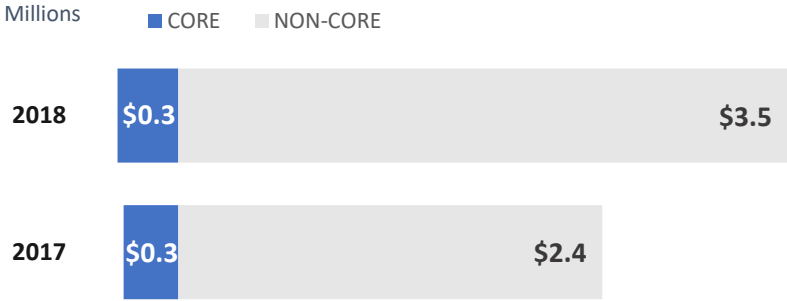 Millions
CORE NON-CORE
2018 $0.3 $3.5
2017 $0.3 $2.4